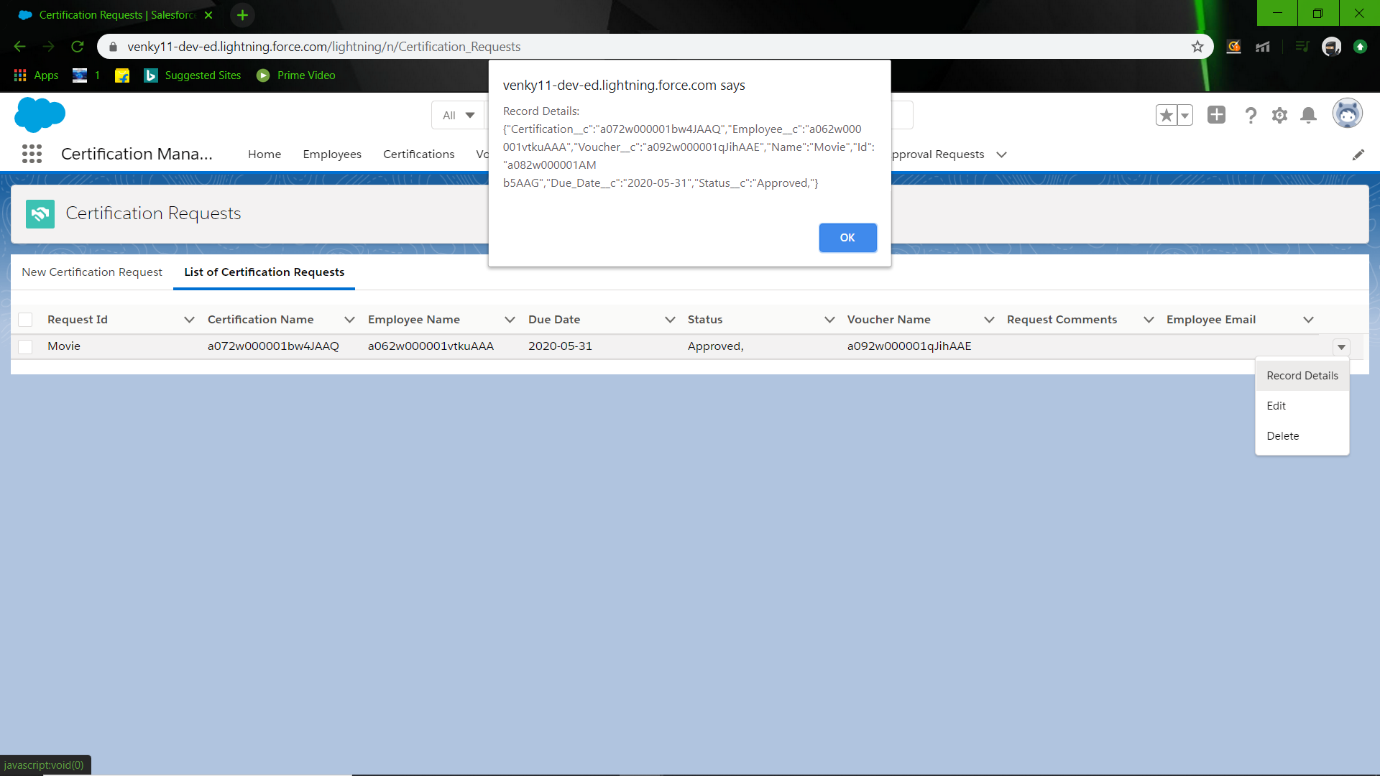 Certification Requests | Salesforc
venky11-dev-ed.lightning.force.com/lightning/n/Certification_Requests
Apps 1 Suggested Sites Prime Video
venky11-dev-ed.lightning.force.com says
Record Details:
{"Certification__c":"a072w000001bw4JAAQ","Employee__c":"a062w000
001vtkuAAA","Voucher__c":"a092w000001qJihAAE","Name":"Movie","Id":
"a082w000001AM
b5AAG","Due_Date__c":"2020-05-31","Status__c":"Approved,"}
OK
All
Certification Mana... Home Employees Certifications Vo pproval Requests
Certification Requests
New Certification Request List of Certification Requests
Request Id Certification Name Employee Name Due Date Status Voucher Name Request Comments Employee Email
Movie a072w000001bw4JAAQ a062w000001vtkuAAA 2020-05-31 Approved, a092w000001qJihAAE
Record Details
Edit
Delete
javascript:void(0)